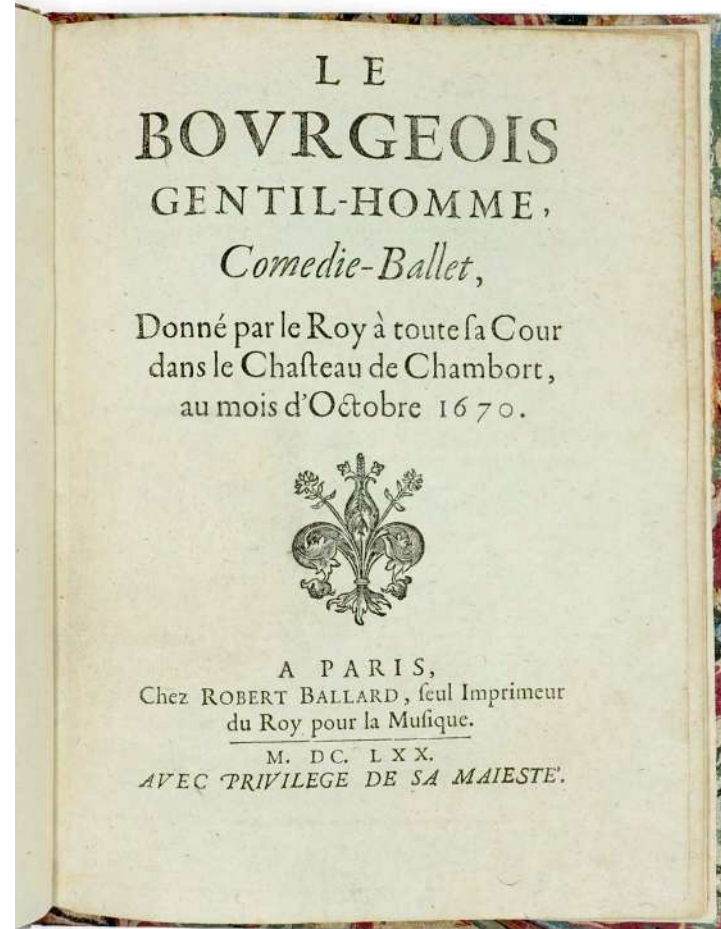 LE
BOVRGEOIS
GENTIL-HOMME,
Comedie-Ballet,
Donné par le Roy à toute ſa Cour
dans le Chaſteau de Chambort,
au mois d'Octobre 1670.
A PARIS,
Chez ROBERT BALLARD, ſeul Imprimeur
du Roy pour la Muſique.
M. DC. LXX.
AVEC PRIVILEGE DE SA MAIESTE'.